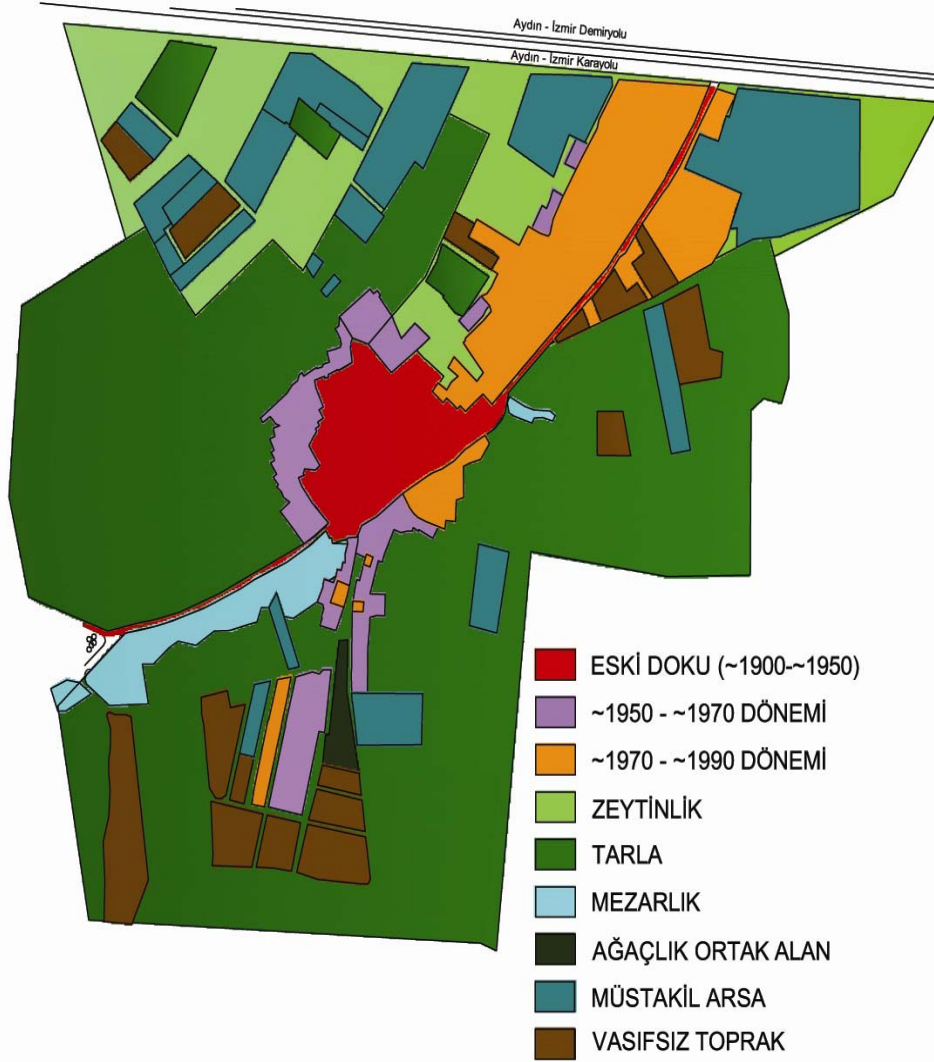 Aydın - İzmir Demiryolu
Aydın - İzmir Karayolu
ESKİ DOKU (~1900-~1950)
~1950 - ~1970 DÖNEMİ
~1970 - ~1990 DÖNEMİ
ZEYTİNLİK
TARLA
MEZARLIK
AĞAÇLIK ORTAK ALAN
MÜSTAKİL ARSA
VASIFSIZ TOPRAK